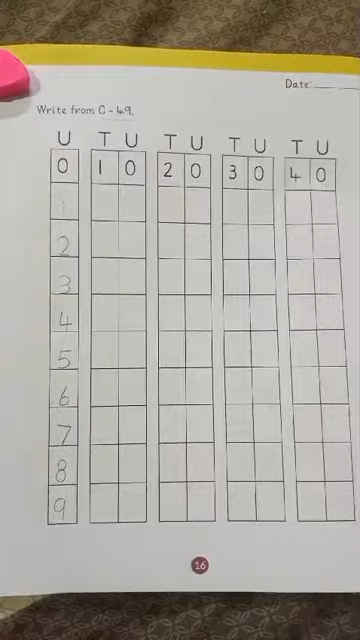 Date:
Write from 0 - 49.
U T U T U T U T U
0 1 0 2 0 3 0 4 0
1
2
3
4
5
6
7
8
9
16